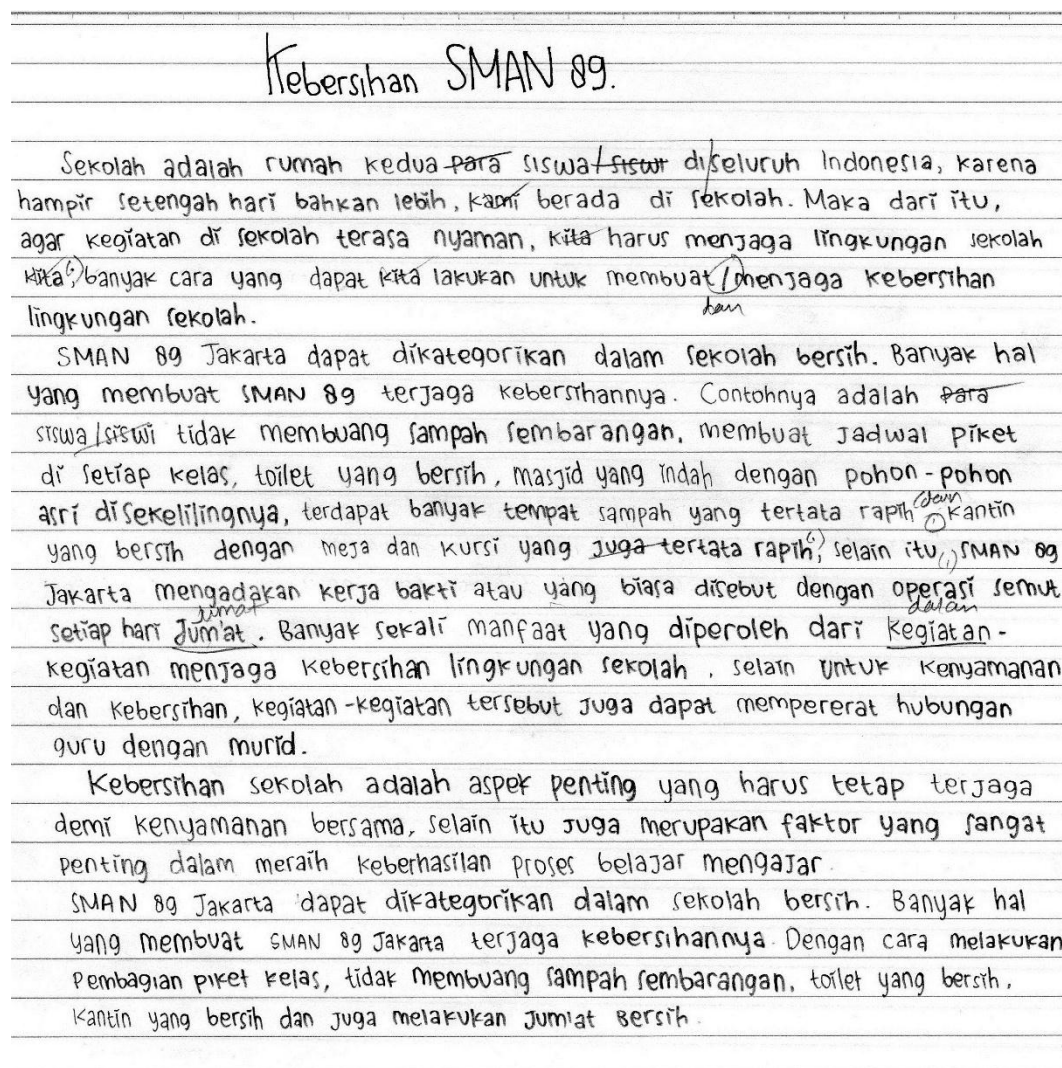 Kebersihan SMAN 89.
Sekolah adalah rumah kedua para siswa/siswi diseluruh Indonesia, karena
hampir setengah hari bahkan lebih, kami berada di sekolah. Maka dari itu,
agar kegiatan di sekolah terasa nyaman, kita harus menjaga lingkungan sekolah
kita, banyak cara yang dapat kita lakukan untuk membuat / menjaga kebersihan
dan
lingkungan sekolah.
SMAN 89 Jakarta dapat dikategorikan dalam sekolah bersih. Banyak hal
yang membuat SMAN 89 terjaga kebersihannya. Contohnya adalah para
siswa/siswi tidak membuang sampah sembarangan, membuat jadwal piket
di setiap kelas, toilet yang bersih, masjid yang indah dengan pohon-pohon
asri disekelilingnya, terdapat banyak tempat sampah yang tertata rapih, dan kantin
yang bersih dengan meja dan kursi yang juga tertata rapih, selain itu, SMAN 89
Jakarta mengadakan kerja bakti atau yang biasa disebut dengan operasi semut
jumat dalam
setiap hari Jum'at. Banyak sekali manfaat yang diperoleh dari kegiatan-
kegiatan menjaga kebersihan lingkungan sekolah, selain untuk kenyamanan
dan kebersihan, kegiatan-kegiatan tersebut juga dapat mempererat hubungan
guru dengan murid.
Kebersihan sekolah adalah aspek penting yang harus tetap terjaga
demi kenyamanan bersama, selain itu juga merupakan faktor yang sangat
penting dalam meraih keberhasilan proses belajar mengajar.
SMAN 89 Jakarta dapat dikategorikan dalam sekolah bersih. Banyak hal
yang membuat SMAN 89 Jakarta terjaga kebersihannya. Dengan cara melakukan
pembagian piket kelas, tidak membuang sampah sembarangan, toilet yang bersih,
kantin yang bersih dan juga melakukan Jum'at Bersih.